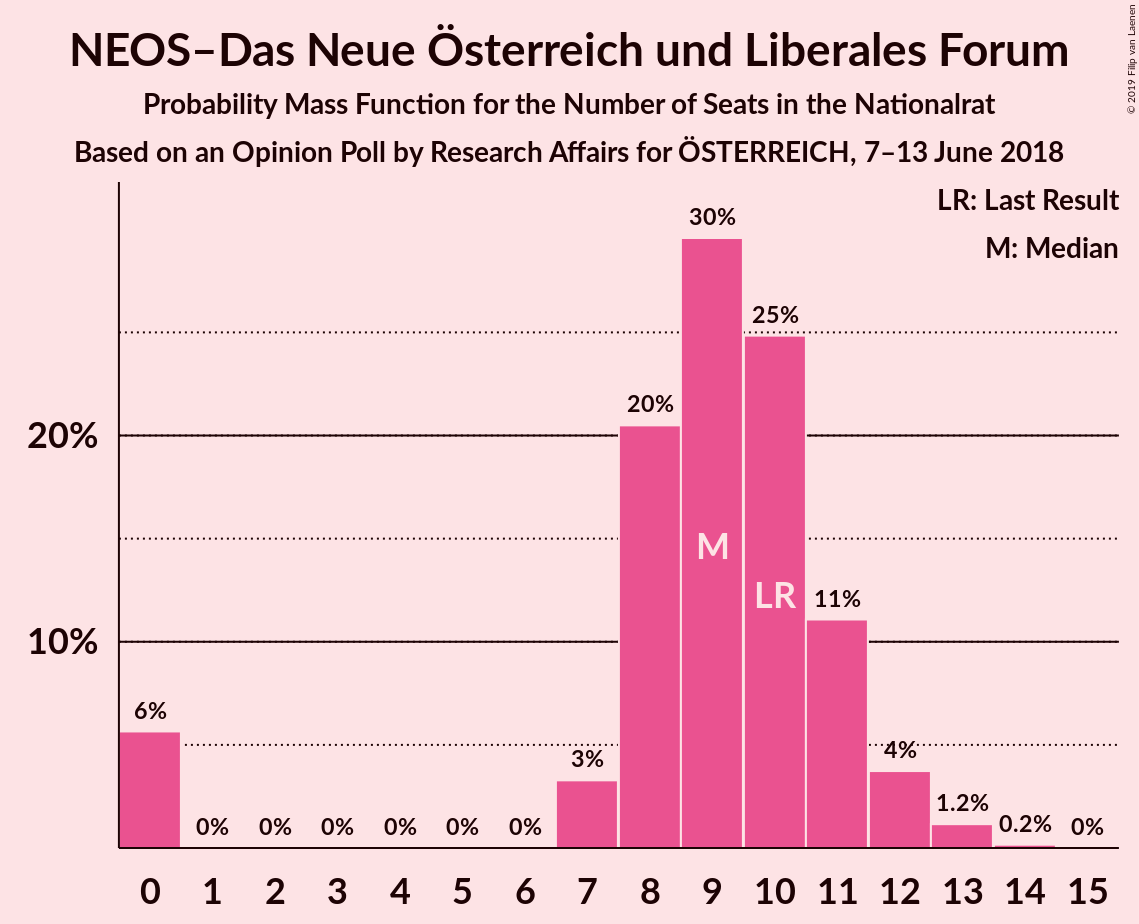 NEOS–Das Neue Österreich und Liberales Forum
Probability Mass Function for the Number of Seats in the Nationalrat
Based on an Opinion Poll by Research Affairs for ÖSTERREICH, 7–13 June 2018
© 2019 Filip van Laenen
LR: Last Result
M: Median
30%
25%
20%
20%
M
LR
11%
10%
6%
4%
3%
1.2%
0.2%
0%
0%
0%
0%
0%
0%
0%
0 1 2 3 4 5 6 7 8 9 10 11 12 13 14 15